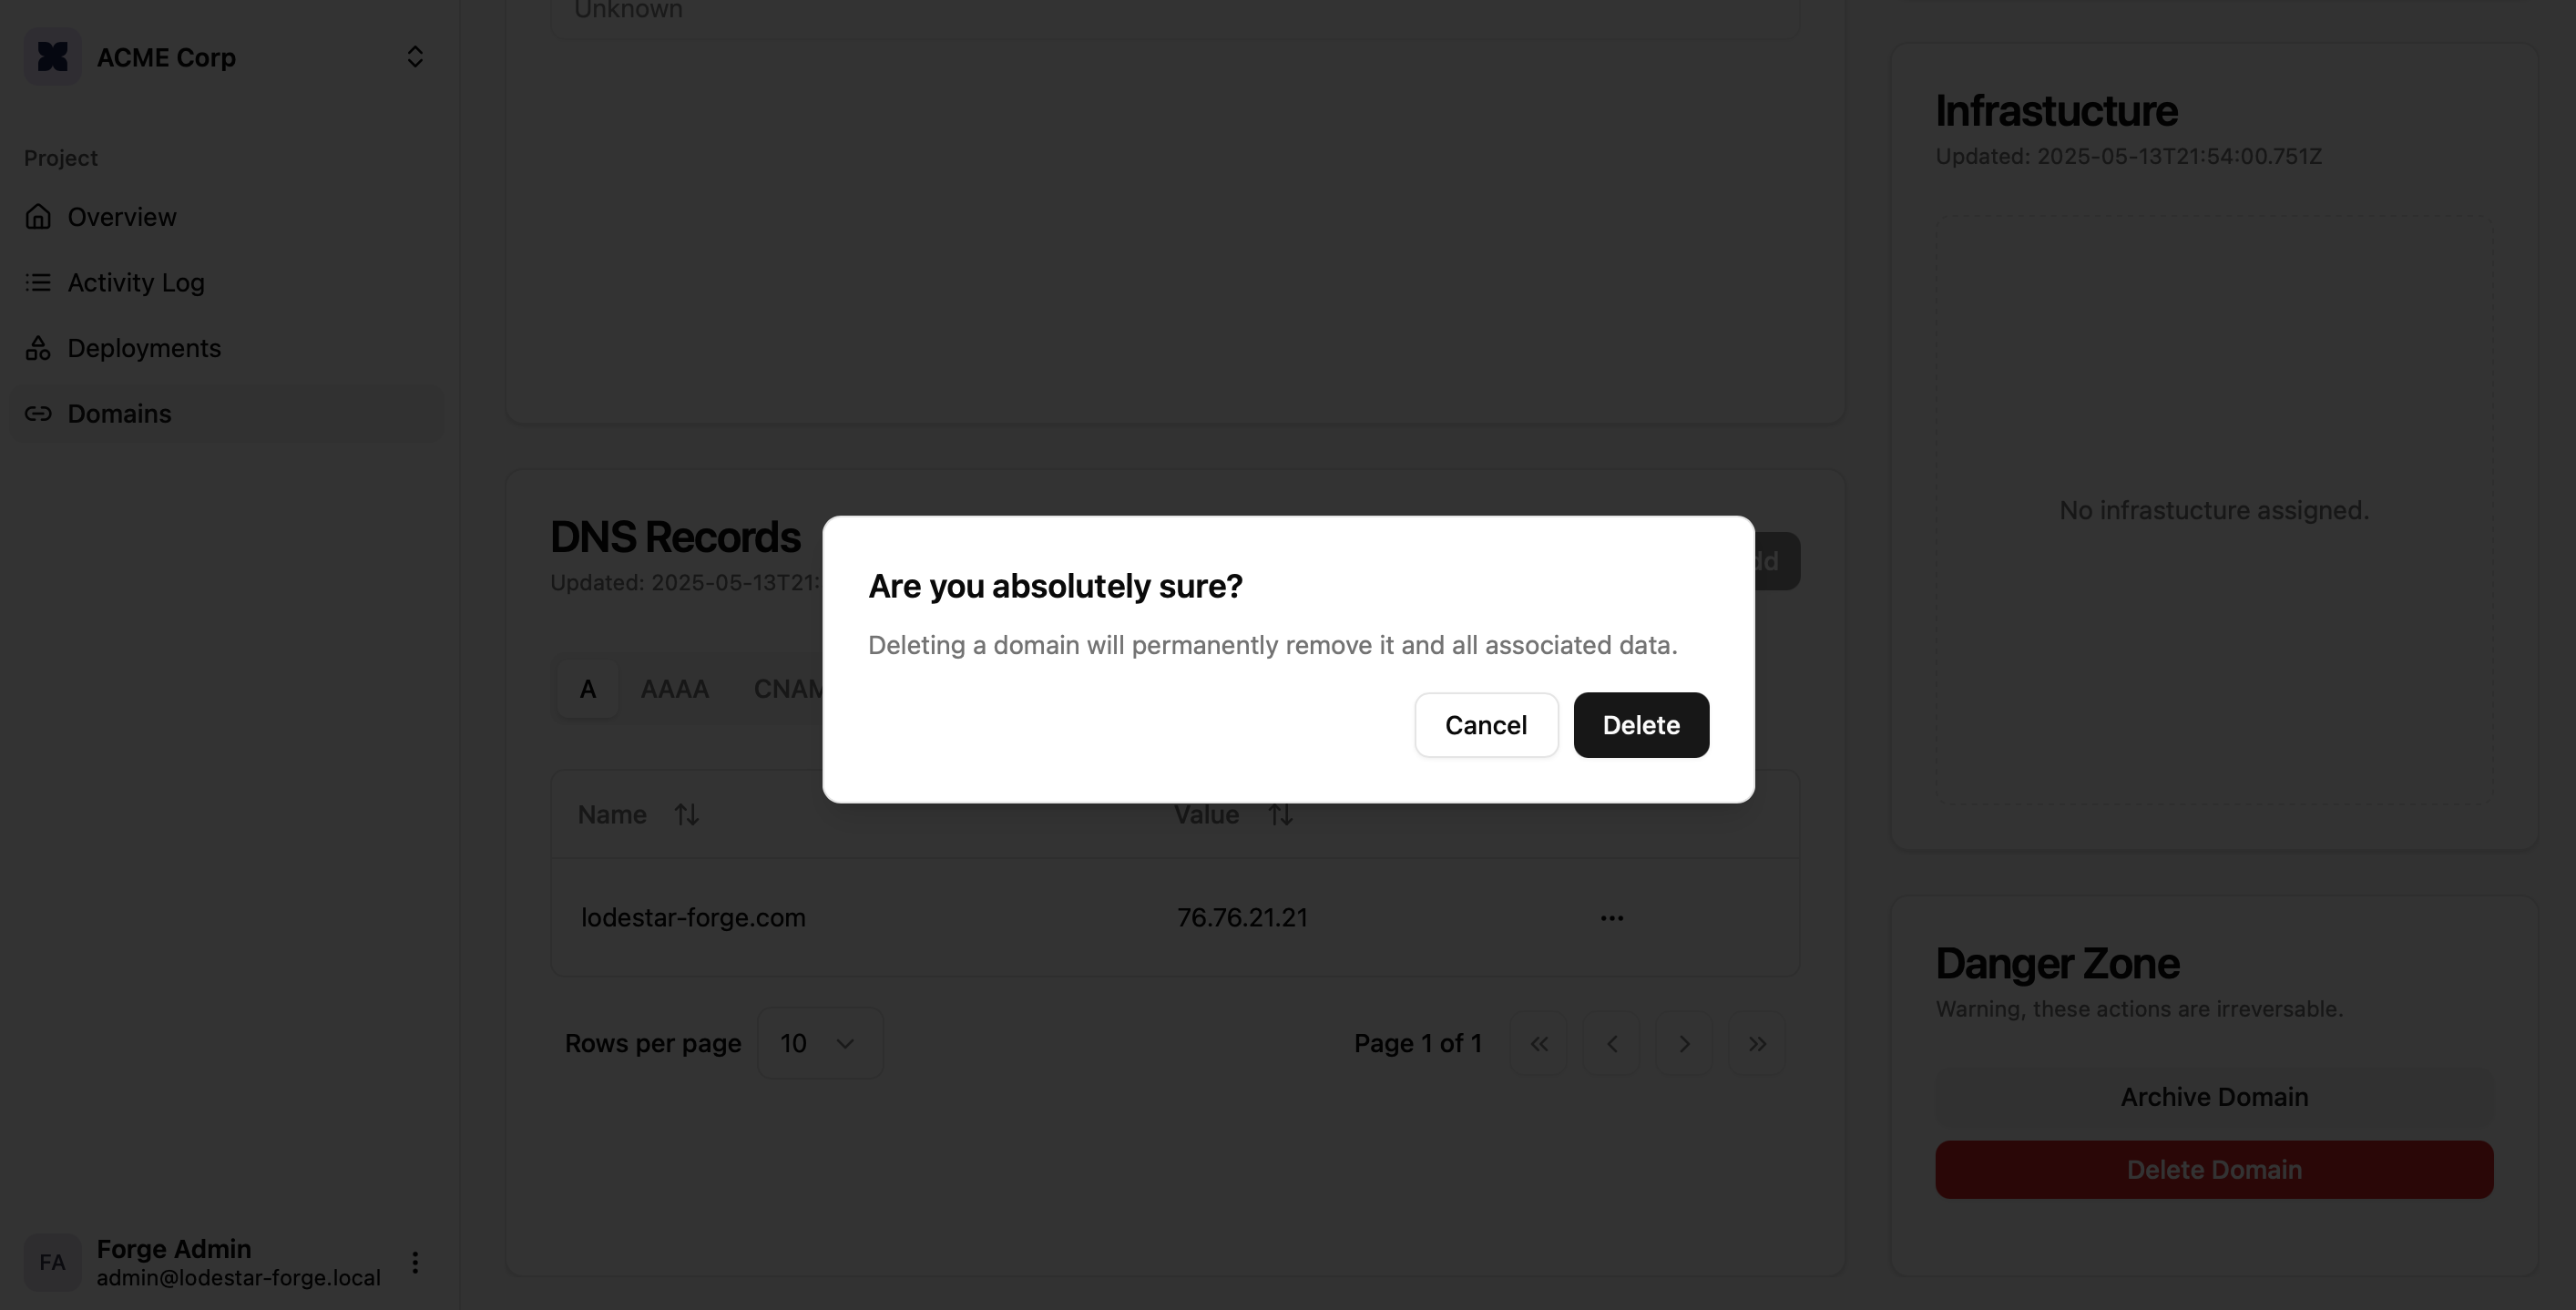 ACME Corp
Project
Overview
Activity Log
Deployments
Domains
FA
Forge Admin
admin@lodestar-forge.local
Unknown
DNS Records
Updated: 2025-05-13T21:
A AAAA
Name Value
lodestar-forge.com 76.76.21.21
Rows per page 10 Page 1 of 1
Are you absolutely sure?
Deleting a domain will permanently remove it and all associated data.
Cancel Delete
Infrastucture
Updated: 2025-05-13T21:54:00.751Z
No infrastucture assigned.
Danger Zone
Warning, these actions are irreversable.
Archive Domain
Delete Domain